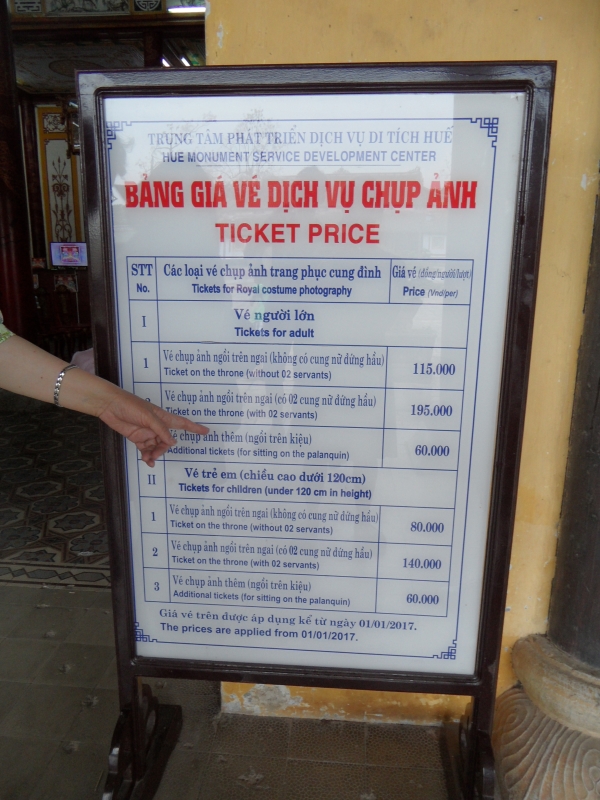 TRUNG TÂM PHÁT TRIỂN DỊCH VỤ DI TÍCH HUẾ
HUE MONUMENT SERVICE DEVELOPMENT CENTER
BẢNG GIÁ VÉ DỊCH VỤ CHỤP ẢNH
TICKET PRICE
STT Các loại vé chụp ảnh trang phục cung đình Giá vé (đồng/người/lượt)
No. Tickets for Royal costume photography Price (Vnd/per)
I Vé người lớn
Tickets for adult
1 Vé chụp ảnh ngồi trên ngai (không có cung nữ đứng hầu) 115.000
Ticket on the throne (without 02 servants)
2 Vé chụp ảnh ngồi trên ngai (có 02 cung nữ đứng hầu) 195.000
Ticket on the throne (with 02 servants)
Vé chụp ảnh thêm (ngồi trên kiệu) 60.000
Additional tickets (for sitting on the palanquin)
II Vé trẻ em (chiều cao dưới 120cm)
Tickets for children (under 120 cm in height)
1 Vé chụp ảnh ngồi trên ngai (không có cung nữ đứng hầu) 80.000
Ticket on the throne (without 02 servants)
2 Vé chụp ảnh ngồi trên ngai (có 02 cung nữ đứng hầu) 140.000
Ticket on the throne (with 02 servants)
3 Vé chụp ảnh thêm (ngồi trên kiệu) 60.000
Additional tickets (for sitting on the palanquin)
Giá vé trên được áp dụng kể từ ngày 01/01/2017.
The prices are applied from 01/01/2017.